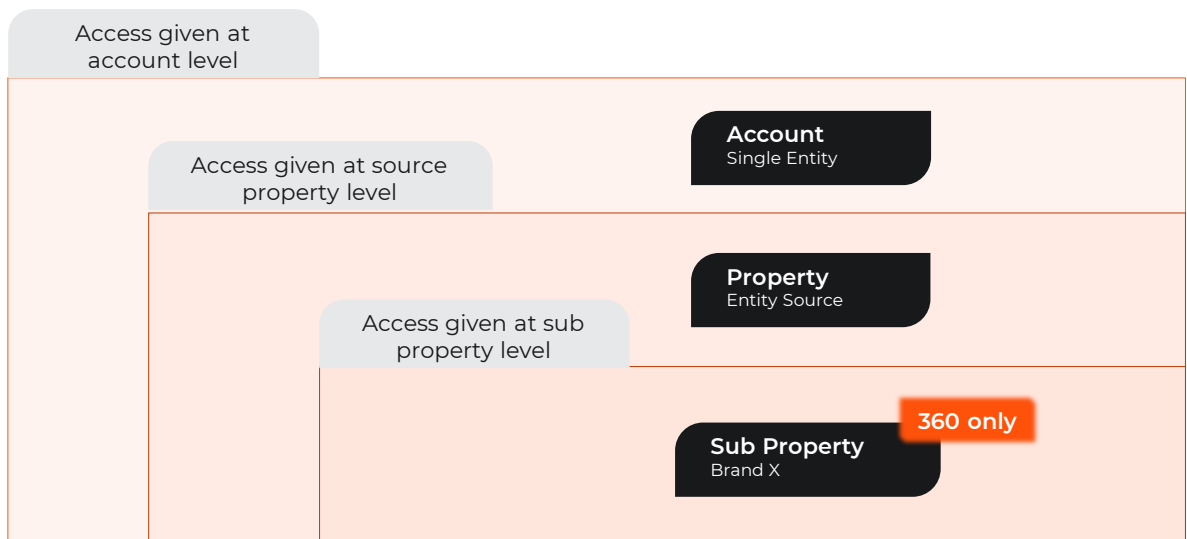 Access given at
account level
Account
Single Entity
Access given at source
property level
Property
Entity Source
Access given at sub
property level
360 only
Sub Property
Brand X